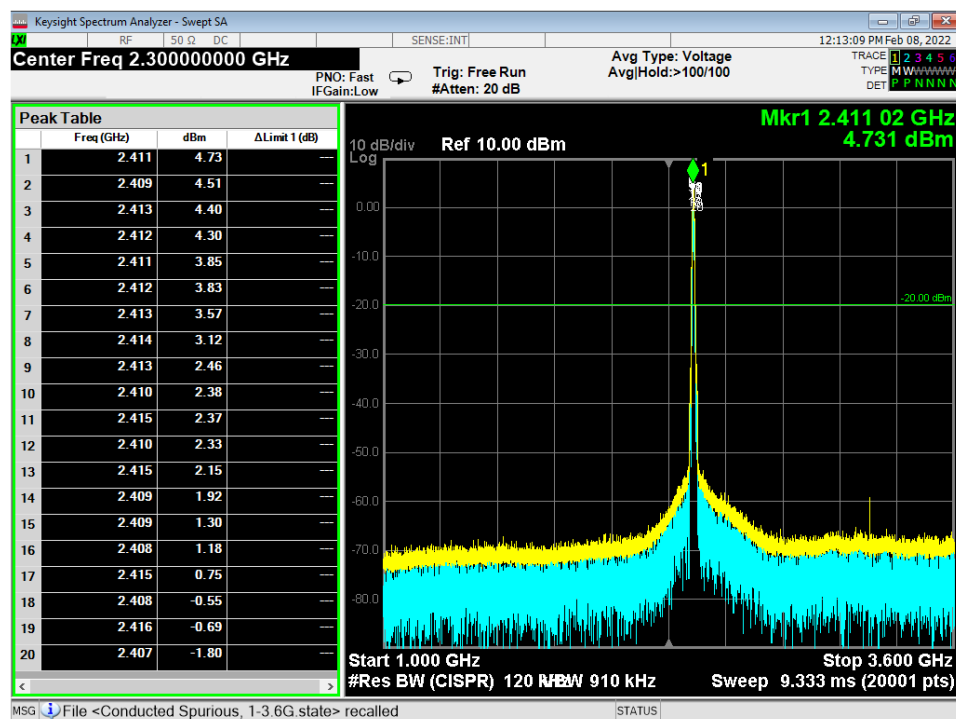 Keysight Spectrum Analyzer - Swept SA
LXI RF 50 Ω DC SENSE:INT 12:13:09 PM Feb 08, 2022
Center Freq 2.300000000 GHz
PNO: Fast
IFGain:Low
Trig: Free Run
#Atten: 20 dB
Avg Type: Voltage
Avg|Hold:>100/100
TRACE 1 2 3 4 5 6
TYPE M W W W W W
DET P P N N N N
Peak Table
Freq (GHz) dBm ΔLimit 1 (dB)
1 2.411 4.73 ---
2 2.409 4.51 ---
3 2.413 4.40 ---
4 2.412 4.30 ---
5 2.411 3.85 ---
6 2.412 3.83 ---
7 2.413 3.57 ---
8 2.414 3.12 ---
9 2.413 2.46 ---
10 2.410 2.38 ---
11 2.415 2.37 ---
12 2.410 2.33 ---
13 2.415 2.15 ---
14 2.409 1.92 ---
15 2.409 1.30 ---
16 2.408 1.18 ---
17 2.415 0.75 ---
18 2.408 -0.55 ---
19 2.416 -0.69 ---
20 2.407 -1.80 ---
Mkr1 2.411 02 GHz
4.731 dBm
10 dB/div Ref 10.00 dBm
Log
1
0.00
-10.0
-20.0
-20.00 dBm
-30.0
-40.0
-50.0
-60.0
-70.0
-80.0
Start 1.000 GHz Stop 3.600 GHz
#Res BW (CISPR) 120 kHz VBW 910 kHz Sweep 9.333 ms (20001 pts)
MSG File <Conducted Spurious, 1-3.6G.state> recalled STATUS